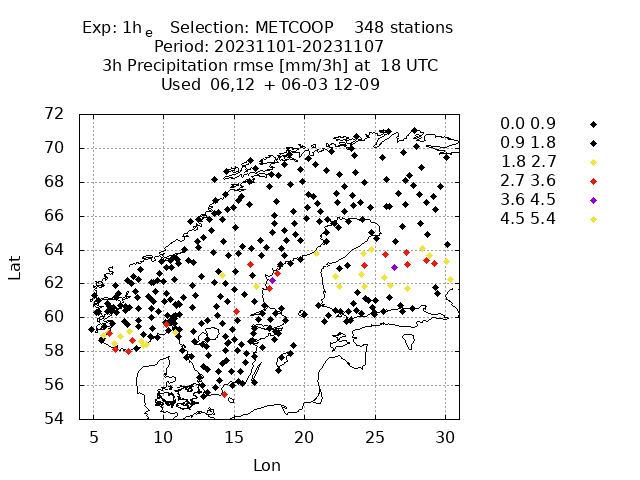 Exp: 1h e Selection: METCOOP 348 stations
Period: 20231101-20231107
3h Precipitation rmse [mm/3h] at 18 UTC
Used 06,12 + 06-03 12-09
72
70
68
66
64
62
60
58
56
54
Lat
5 10 15 20 25 30
Lon
0.0 0.9
0.9 1.8
1.8 2.7
2.7 3.6
3.6 4.5
4.5 5.4